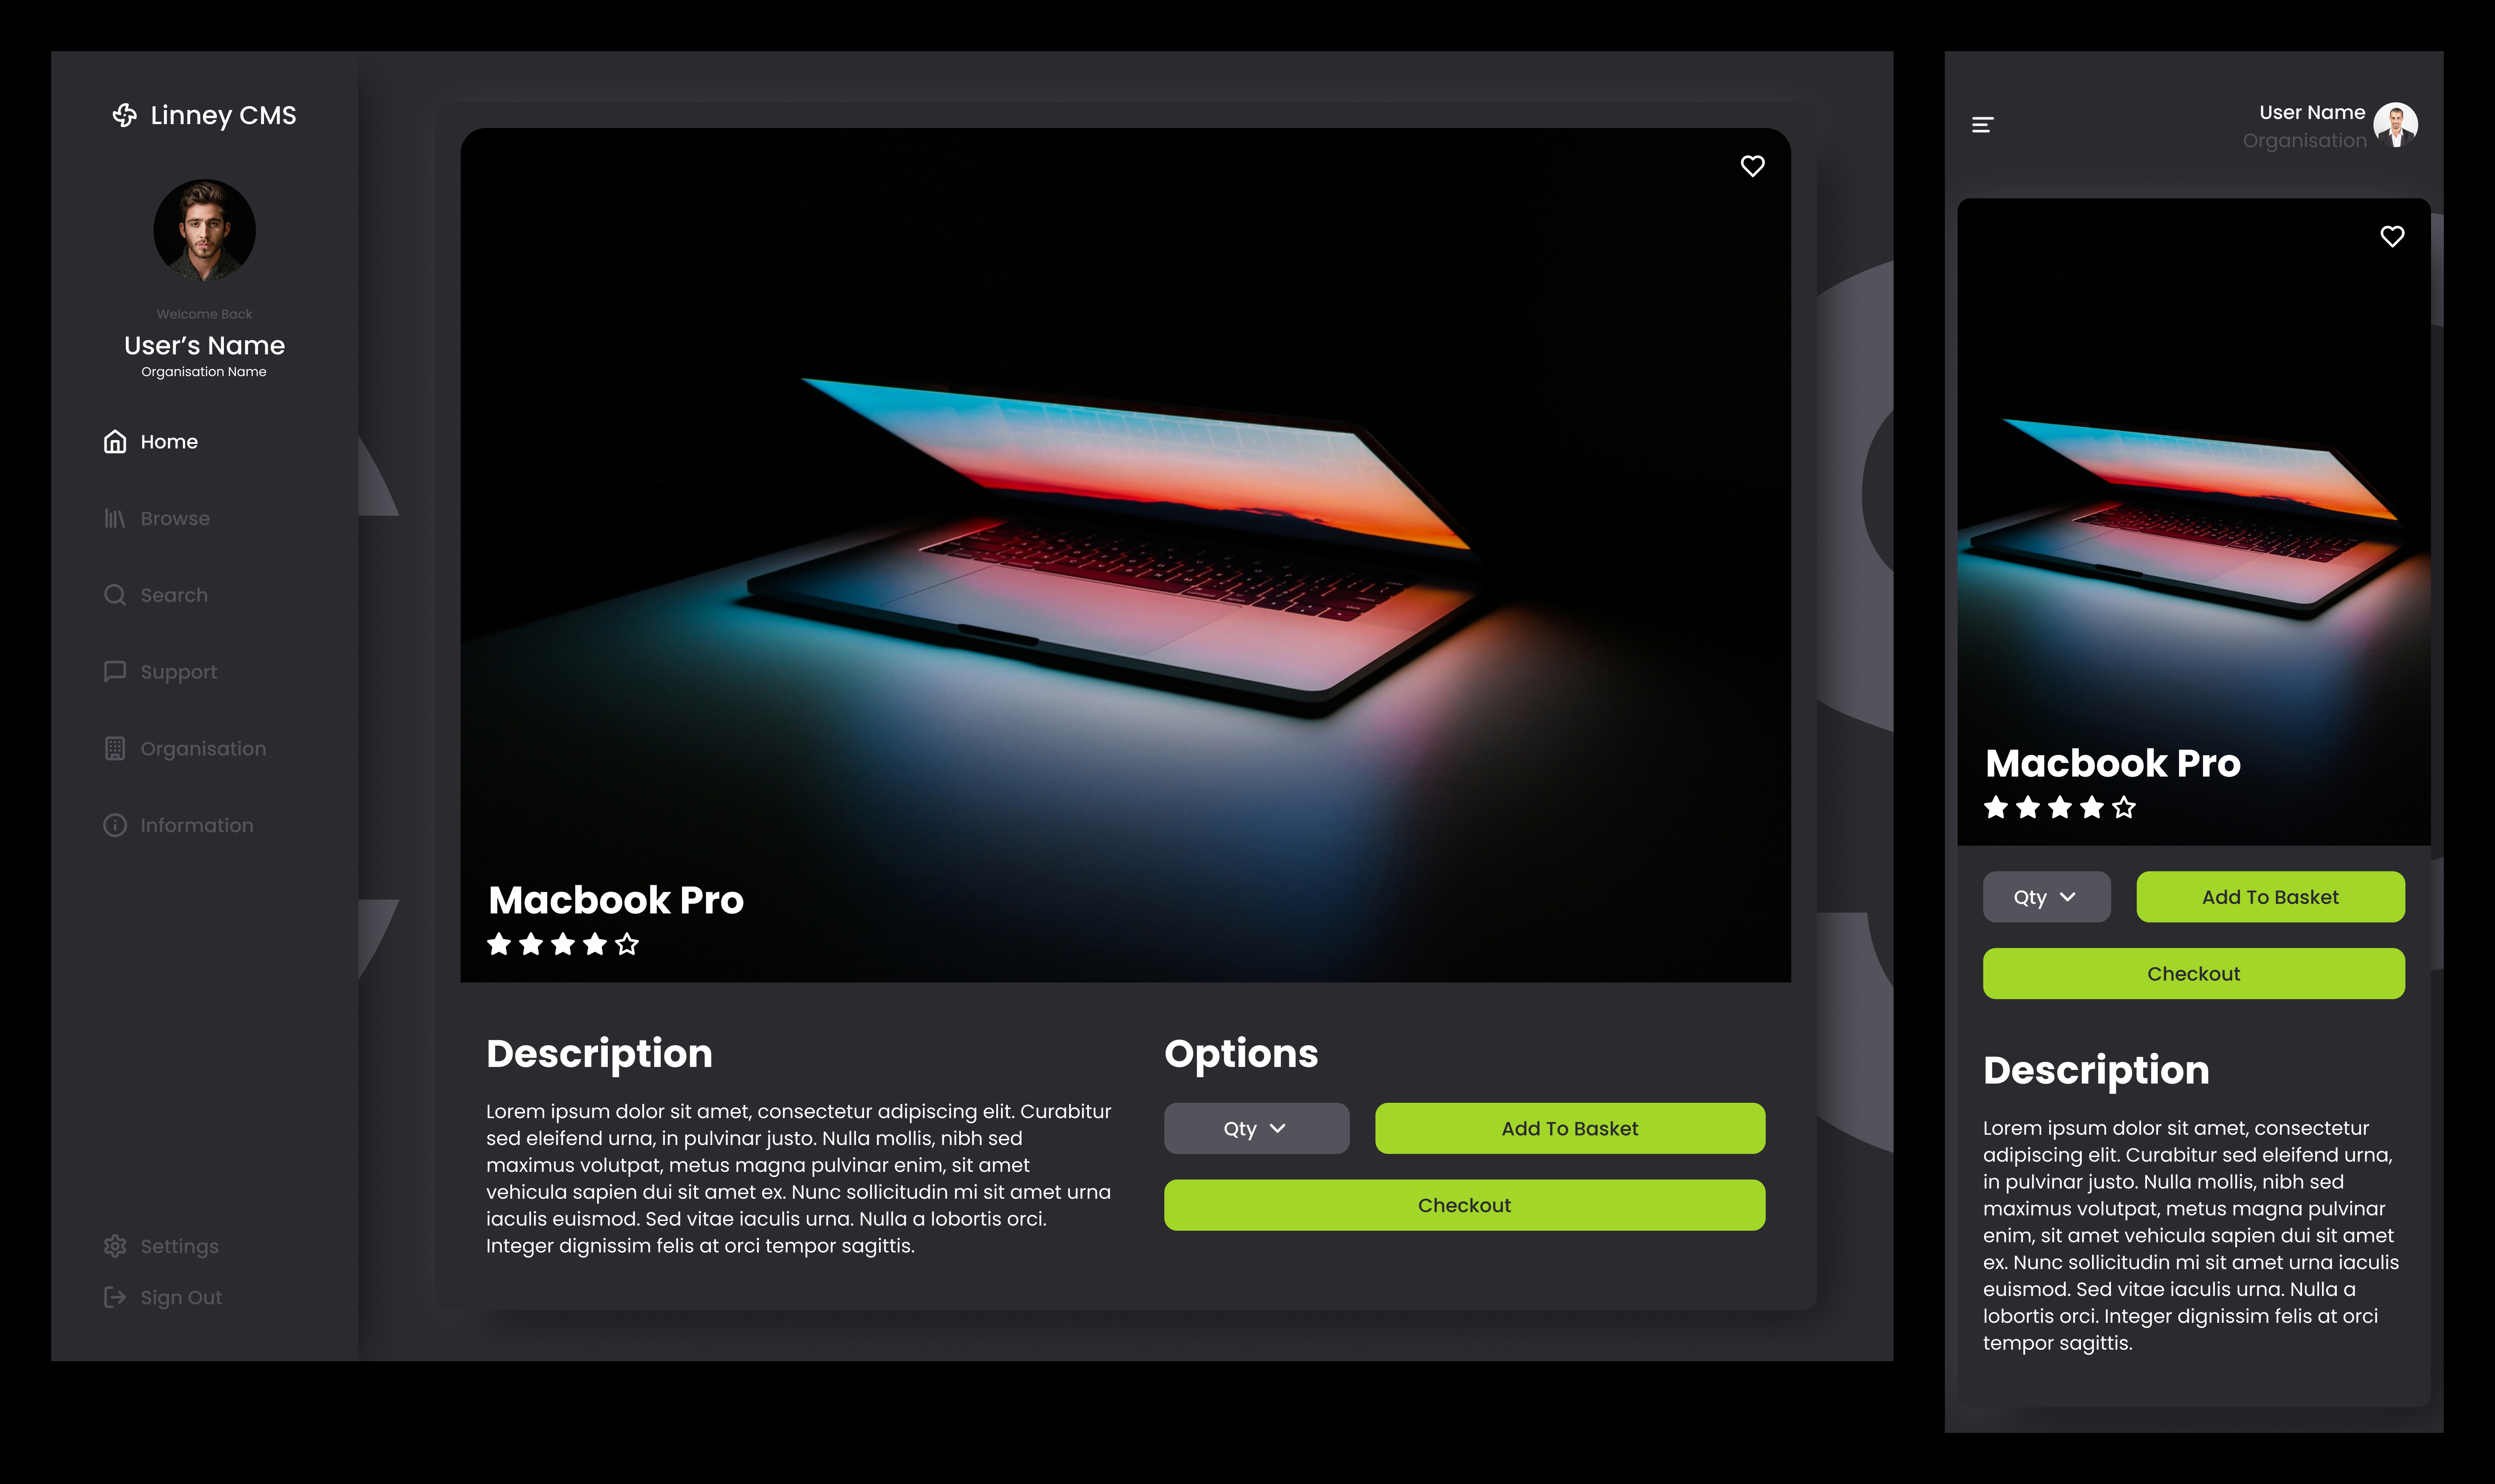 Linney CMS
Welcome Back
User’s Name
Organisation Name
Home
Browse
Search
Support
Organisation
Information
Settings
Sign Out
Macbook Pro
Description
Lorem ipsum dolor sit amet, consectetur adipiscing elit. Curabitur
sed eleifend urna, in pulvinar justo. Nulla mollis, nibh sed
maximus volutpat, metus magna pulvinar enim, sit amet
vehicula sapien dui sit amet ex. Nunc sollicitudin mi sit amet urna
iaculis euismod. Sed vitae iaculis urna. Nulla a lobortis orci.
Integer dignissim felis at orci tempor sagittis.
Options
Qty
Add To Basket
Checkout
User Name
Organisation
Macbook Pro
Qty
Add To Basket
Checkout
Description
Lorem ipsum dolor sit amet, consectetur
adipiscing elit. Curabitur sed eleifend urna,
in pulvinar justo. Nulla mollis, nibh sed
maximus volutpat, metus magna pulvinar
enim, sit amet vehicula sapien dui sit amet
ex. Nunc sollicitudin mi sit amet urna iaculis
euismod. Sed vitae iaculis urna. Nulla a
lobortis orci. Integer dignissim felis at orci
tempor sagittis.